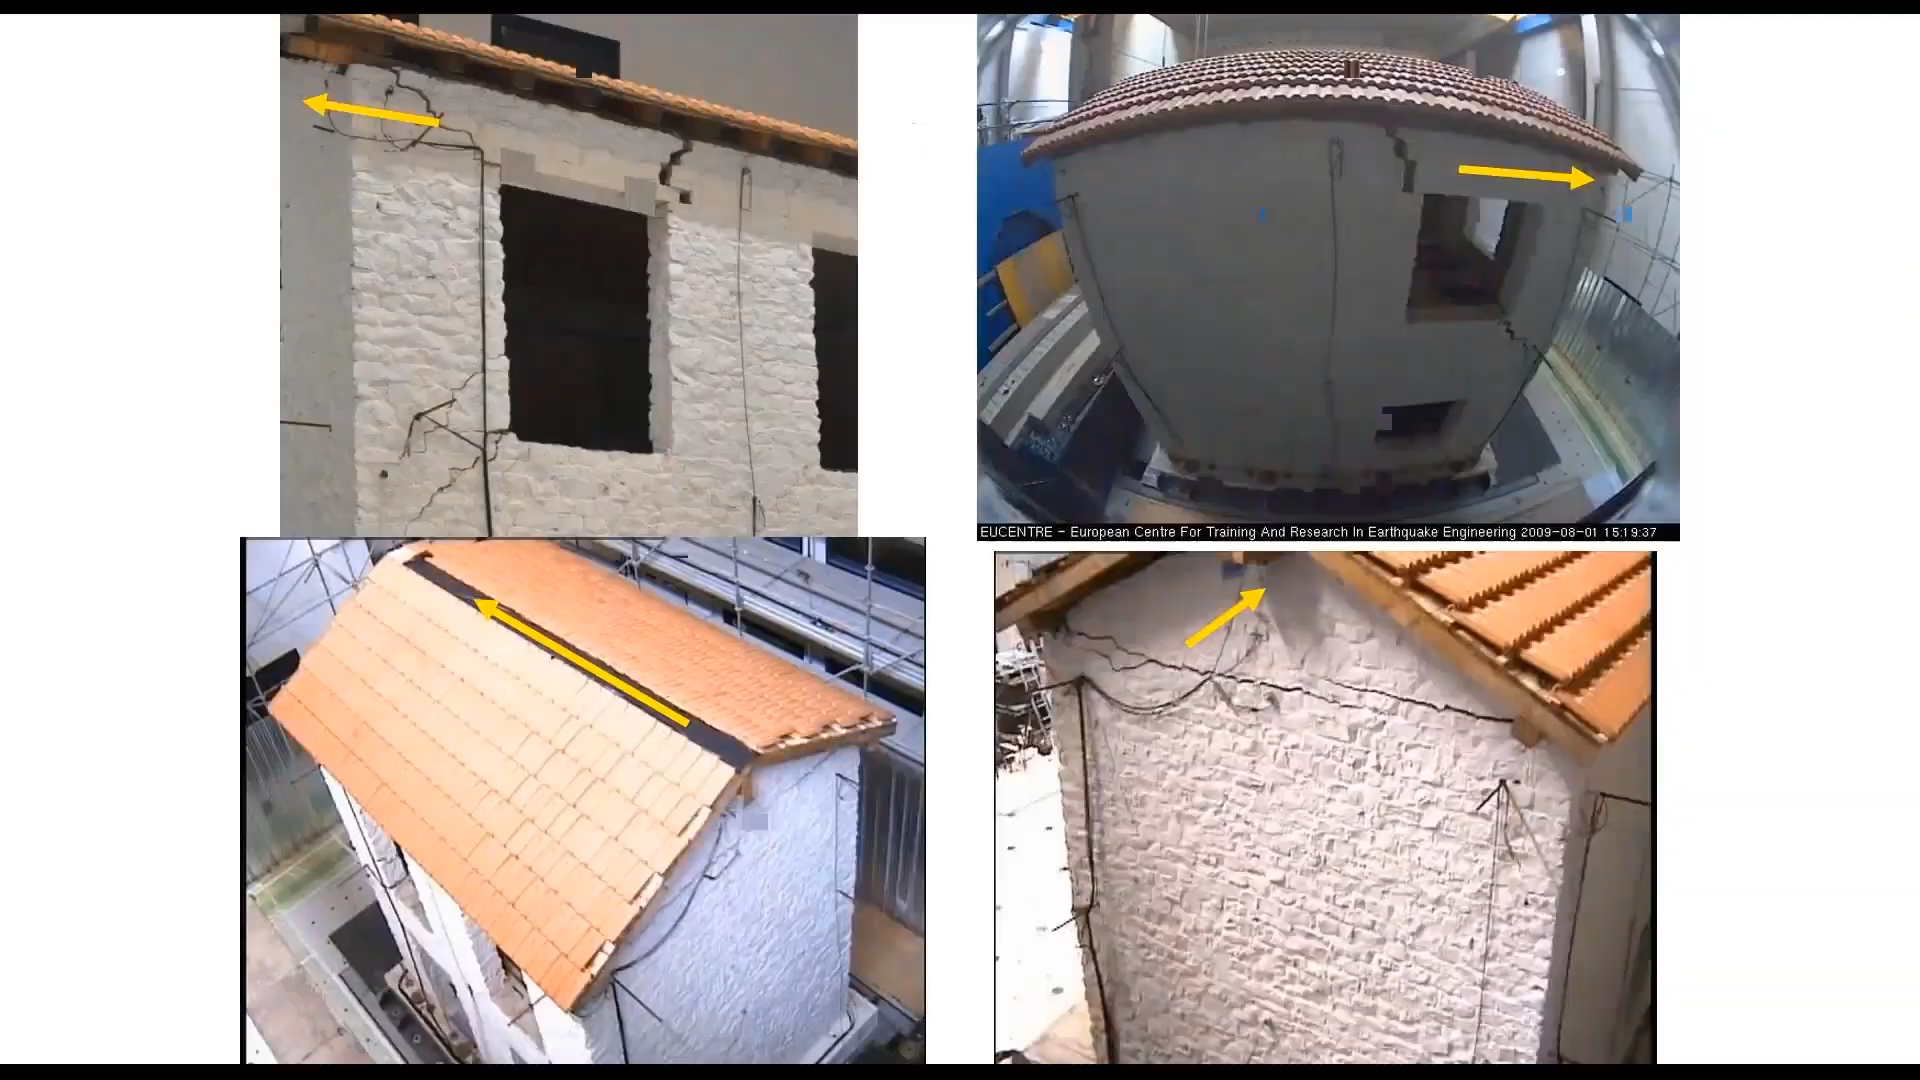 EUCENTRE - European Centre For Training And Research In Earthquake Engineering 2009-08-01 15:19:37